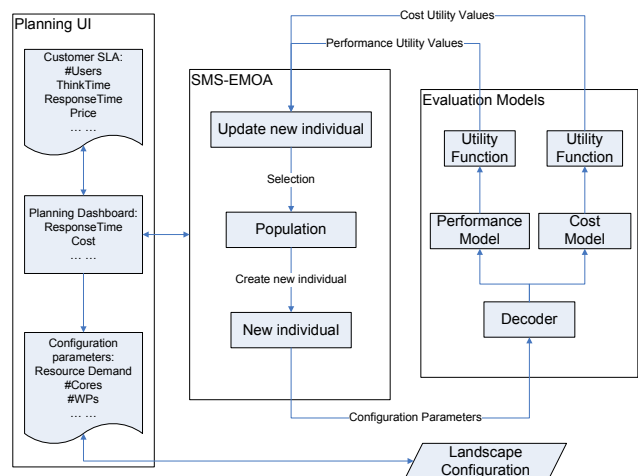 Planning UI
Customer SLA:
#Users
ThinkTime
ResponseTime
Price
... ...
Planning Dashboard:
ResponseTime
Cost
... ...
Configuration
parameters:
Resource Demand
#Cores
#WPs
... ...
SMS-EMOA
Update new individual
Selection
Population
Create new individual
New individual
Cost Utility Values
Performance Utility Values
Evaluation Models
Utility
Function
Utility
Function
Performance
Model
Cost
Model
Decoder
Configuration Parameters
Landscape
Configuration